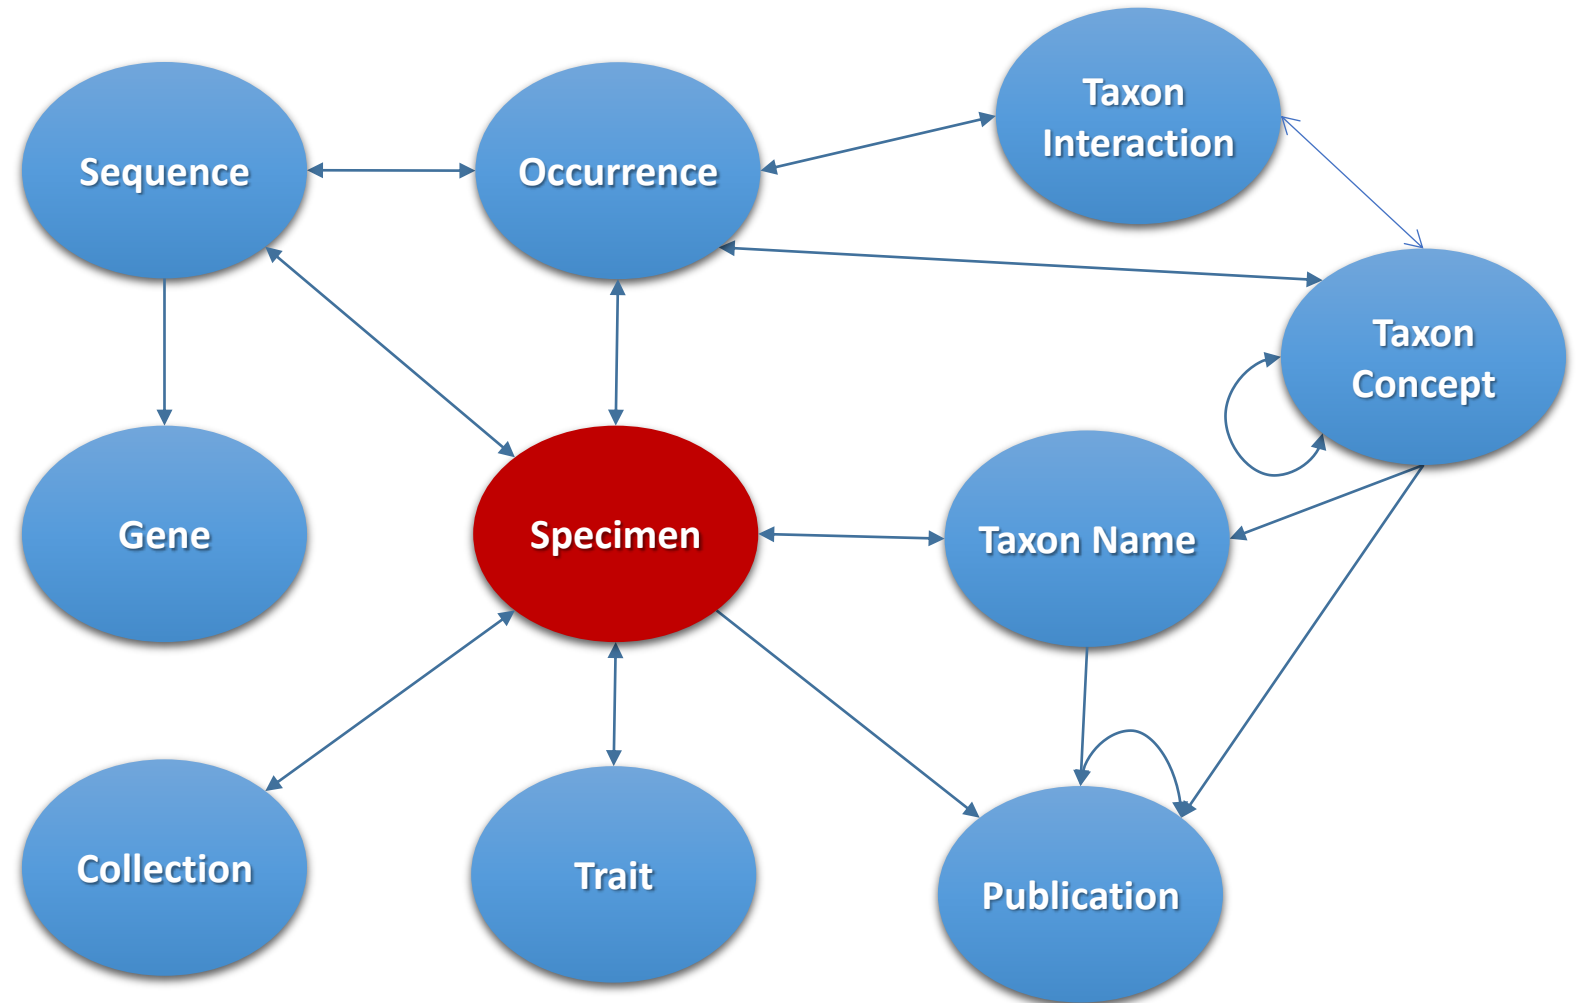 Taxon
Interaction
Sequence
Occurrence
Taxon
Concept
Gene
Specimen
Taxon Name
Collection
Trait
Publication